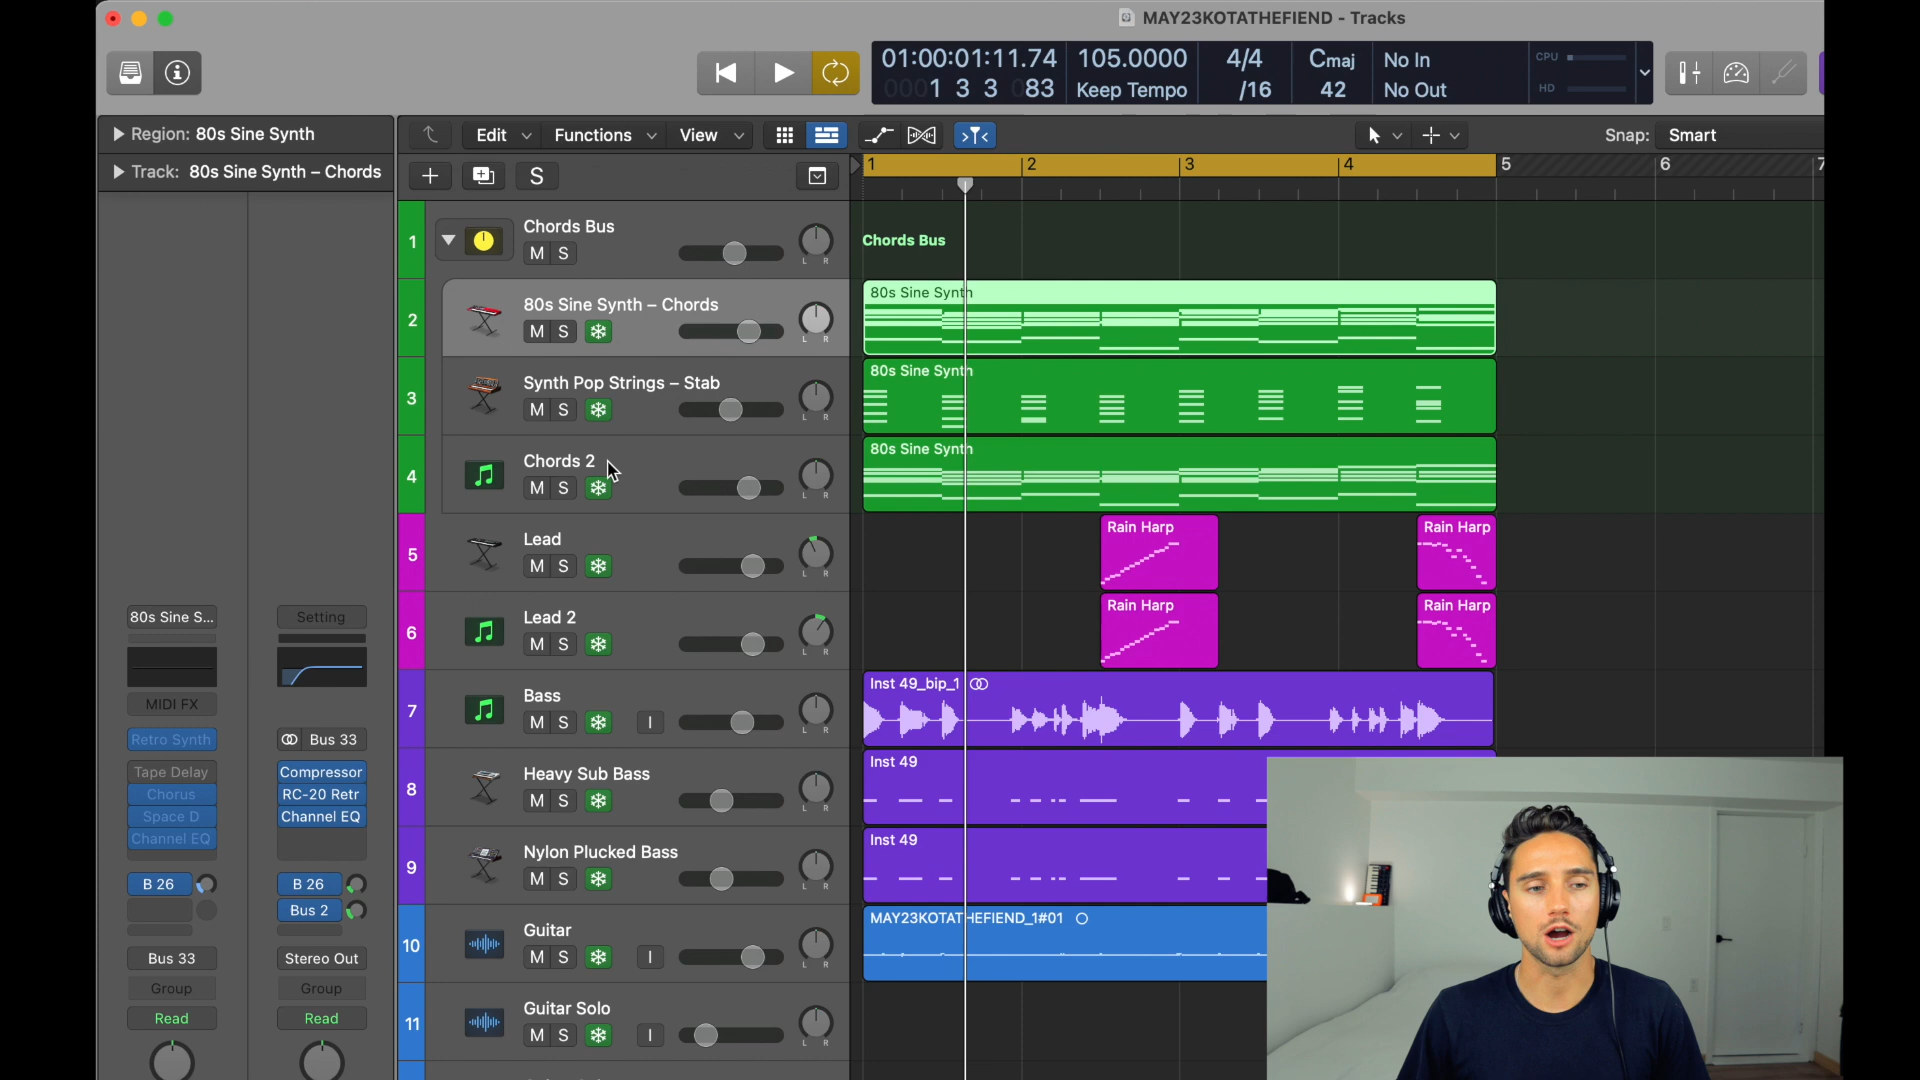 MAY23KOTATHEFIEND - Tracks
01:00:01:11.74
0001 3 3 083
105.0000
Keep Tempo
4/4
/16
Cmaj
42
No In
No Out
CPU
HD
Region: 80s Sine Synth
Track: 80s Sine Synth – Chords
Edit
Functions
View
Snap: Smart
S
1
2
3
4
5
6
7
1
Chords Bus
M S
L R
Chords Bus
2
80s Sine Synth – Chords
M S
L R
80s Sine Synth
3
Synth Pop Strings – Stab
M S
L R
80s Sine Synth
4
Chords 2
M S
L R
80s Sine Synth
5
Lead
M S
L R
Rain Harp
Rain Harp
6
Lead 2
M S
L R
Rain Harp
Rain Harp
7
Bass
M S I
L R
Inst 49_bip_1
8
Heavy Sub Bass
M S
L R
Inst 49
9
Nylon Plucked Bass
M S
L R
Inst 49
10
Guitar
M S I
L R
MAY23KOTATHEFIEND_1#01
11
Guitar Solo
M S I
L R
80s Sine S...
MIDI FX
Retro Synth
Tape Delay
Chorus
Space D
Channel EQ
B 26
Bus 33
Group
Read
Setting
Bus 33
Compressor
RC-20 Retr
Channel EQ
B 26
Bus 2
Stereo Out
Group
Read